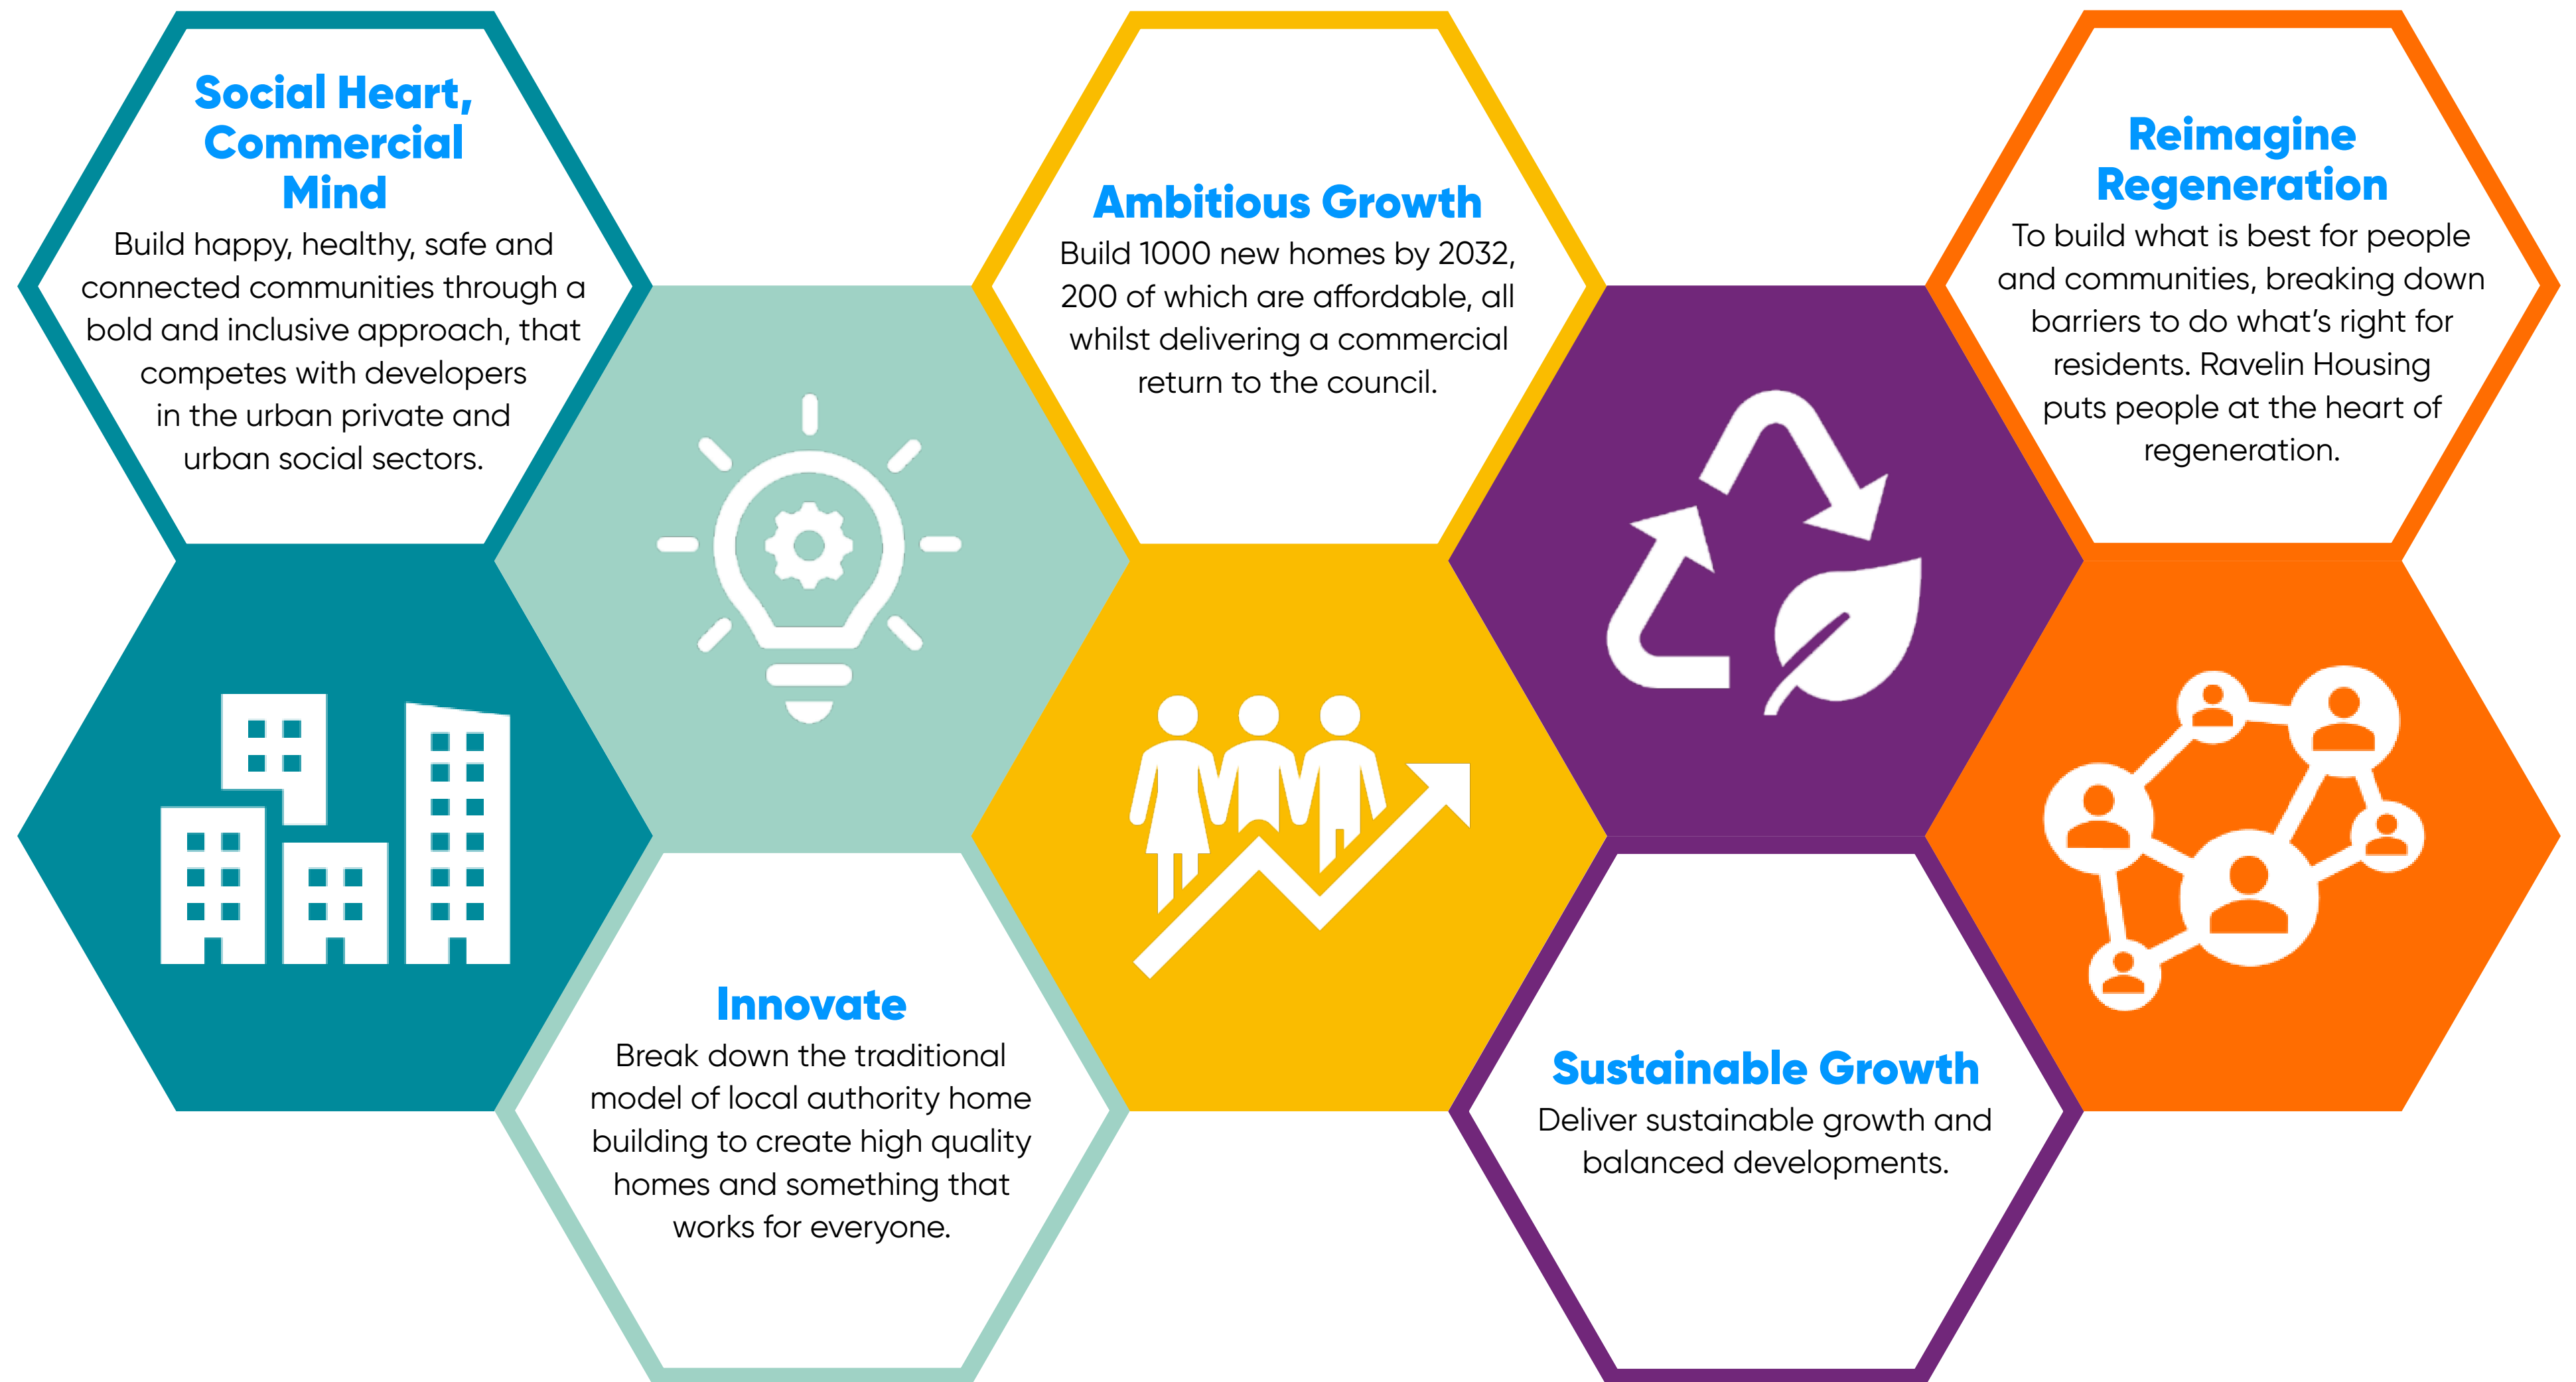 Social Heart,
Commercial
Mind
Build happy, healthy, safe and
connected communities through a
bold and inclusive approach, that
competes with developers
in the urban private and
urban social sectors.
Innovate
Break down the traditional
model of local authority home
building to create high quality
homes and something that
works for everyone.
Ambitious Growth
Build 1000 new homes by 2032,
200 of which are affordable, all
whilst delivering a commercial
return to the council.
Sustainable Growth
Deliver sustainable growth and
balanced developments.
Reimagine
Regeneration
To build what is best for people
and communities, breaking down
barriers to do what's right for
residents. Ravelin Housing
puts people at the heart of
regeneration.